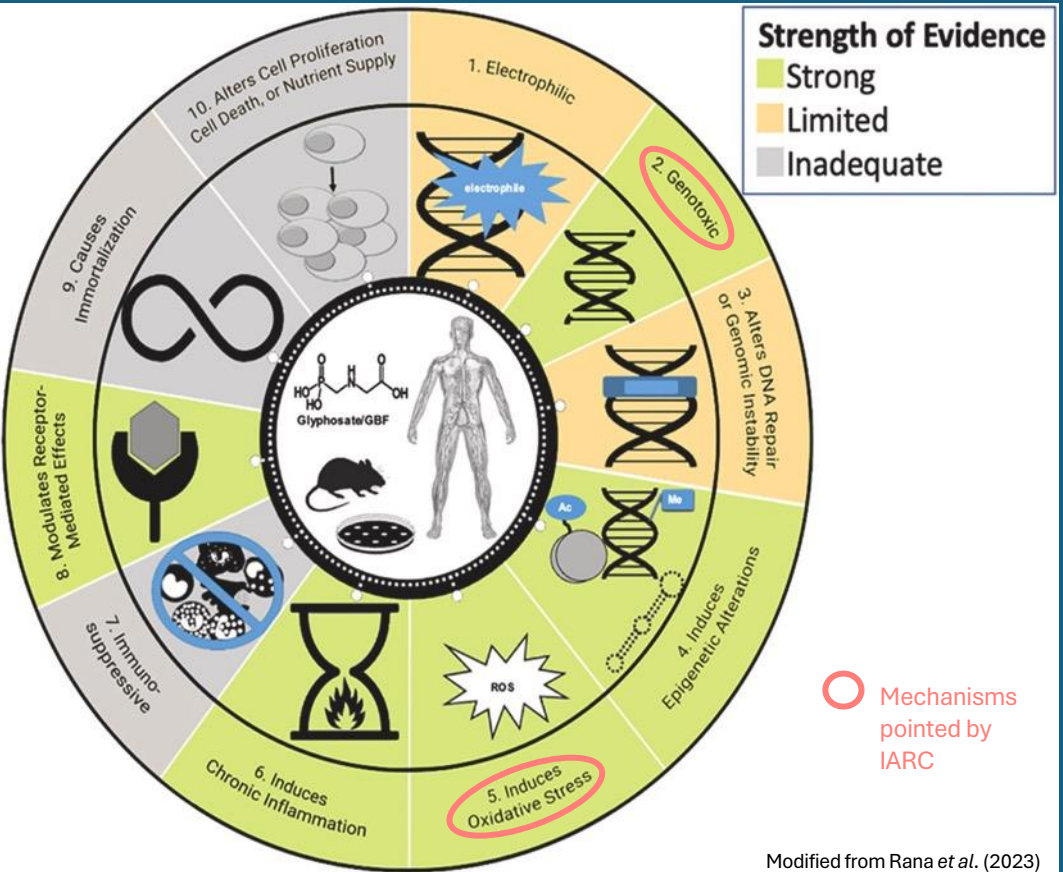 Strength of Evidence
Strong
Limited
Inadequate
1. Electrophilic
electrophile
2. Genotoxic
3. Alters DNA Repair
or Genomic Instability
4. Induces
Epigenetic Alterations
Ac
Me
5. Induces
Oxidative Stress
ROS
6. Induces
Chronic Inflammation
7. Immuno-
suppressive
8. Modulates Receptor-
Mediated Effects
9. Causes
Immortalization
10. Alters Cell Proliferation
Cell Death, or Nutrient Supply
O
H
O
HO
P
N
OH
HO
Glyphosate/GBF
Mechanisms
pointed by
IARC
Modified from Rana et al. (2023)